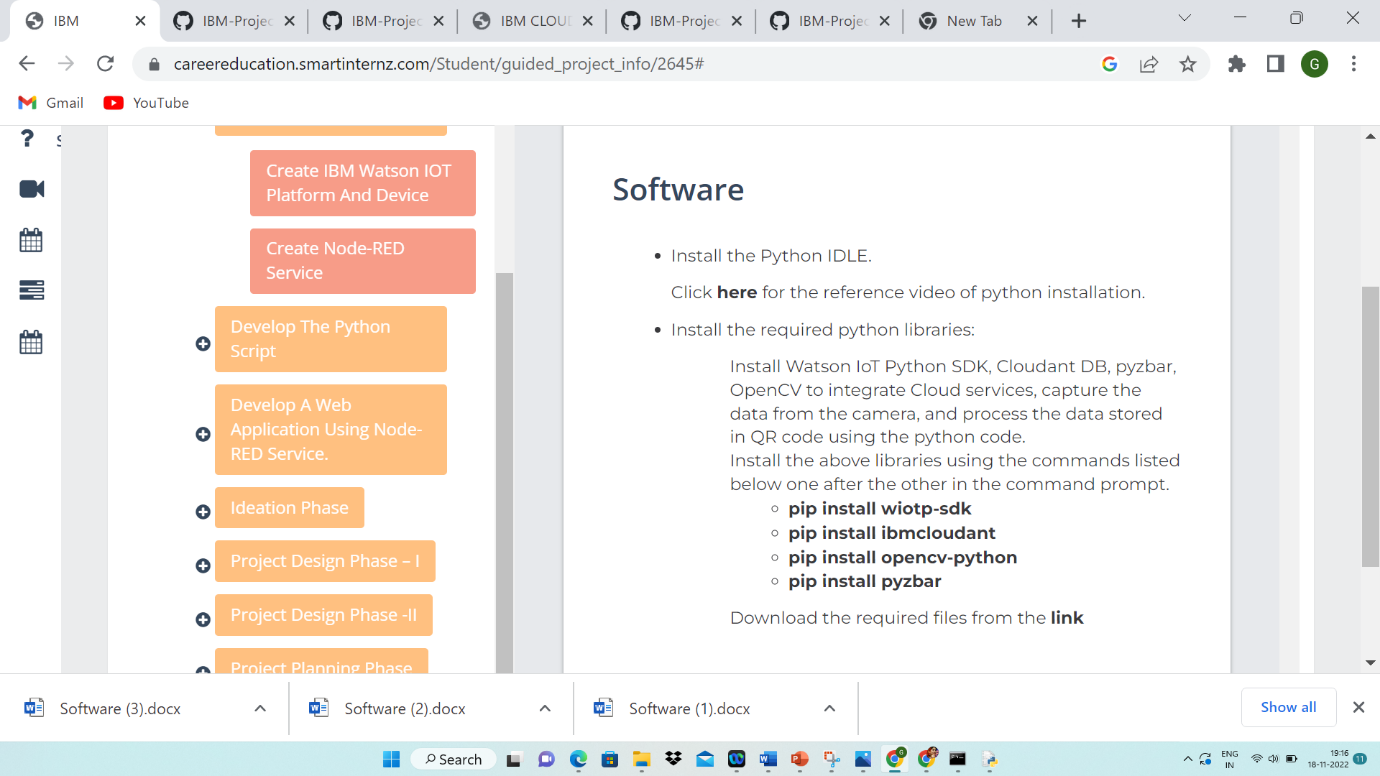 IBM
IBM-Projec
IBM-Projec
IBM CLOU
IBM-Projec
IBM-Projec
New Tab
careereducation.smartinternz.com/Student/guided_project_info/2645#
G
Gmail
YouTube
Create IBM Watson IOT
Platform And Device
Create Node-RED
Service
Develop The Python
Script
Develop A Web
Application Using Node-
RED Service.
Ideation Phase
Project Design Phase – I
Project Design Phase -II
Project Planning Phase
Software
• Install the Python IDLE.
Click here for the reference video of python installation.
• Install the required python libraries:
Install Watson IoT Python SDK, Cloudant DB, pyzbar,
OpenCV to integrate Cloud services, capture the
data from the camera, and process the data stored
in QR code using the python code.
Install the above libraries using the commands listed
below one after the other in the command prompt.
◦ pip install wiotp-sdk
◦ pip install ibmcloudant
◦ pip install opencv-python
◦ pip install pyzbar
Download the required files from the link
Software (3).docx
Software (2).docx
Software (1).docx
Show all
Search
ENG
IN
19:16
18-11-2022
11